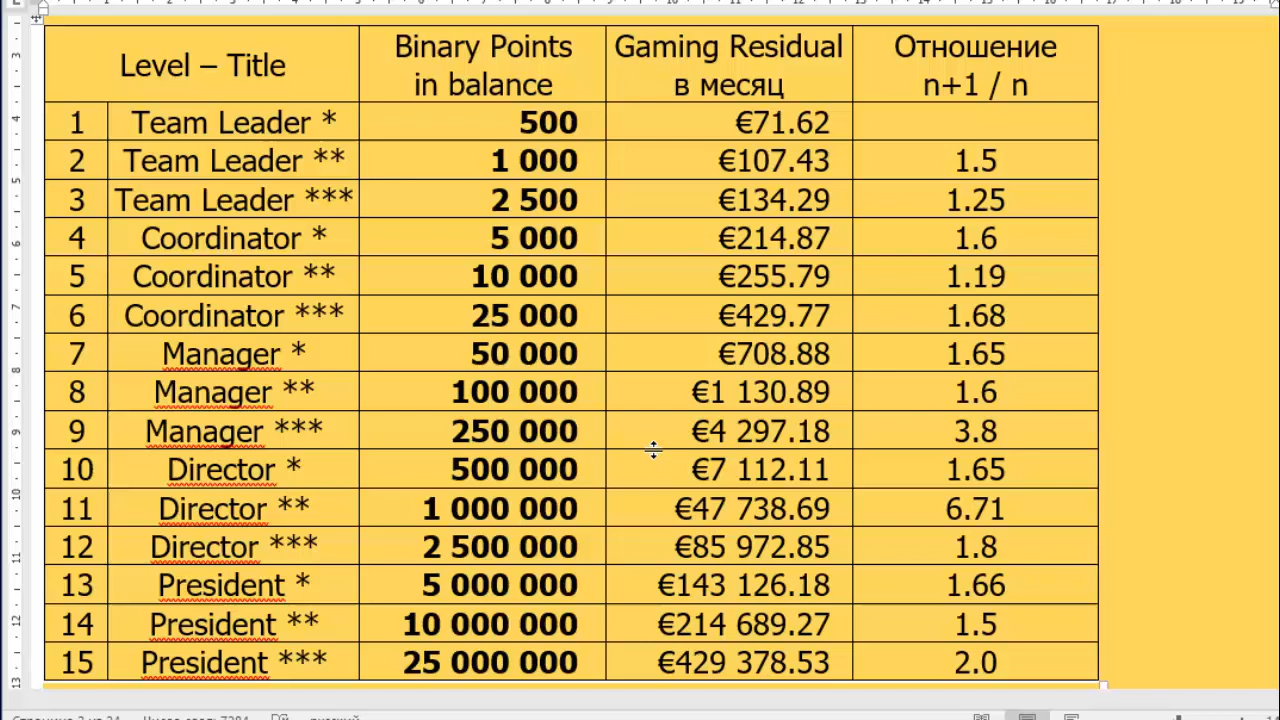 Level – Title Binary Points in balance Gaming Residual в месяц Отношение n+1 / n
1 Team Leader * 500 €71.62
2 Team Leader ** 1 000 €107.43 1.5
3 Team Leader *** 2 500 €134.29 1.25
4 Coordinator * 5 000 €214.87 1.6
5 Coordinator ** 10 000 €255.79 1.19
6 Coordinator *** 25 000 €429.77 1.68
7 Manager * 50 000 €708.88 1.65
8 Manager ** 100 000 €1 130.89 1.6
9 Manager *** 250 000 €4 297.18 3.8
10 Director * 500 000 €7 112.11 1.65
11 Director ** 1 000 000 €47 738.69 6.71
12 Director *** 2 500 000 €85 972.85 1.8
13 President * 5 000 000 €143 126.18 1.66
14 President ** 10 000 000 €214 689.27 1.5
15 President *** 25 000 000 €429 378.53 2.0